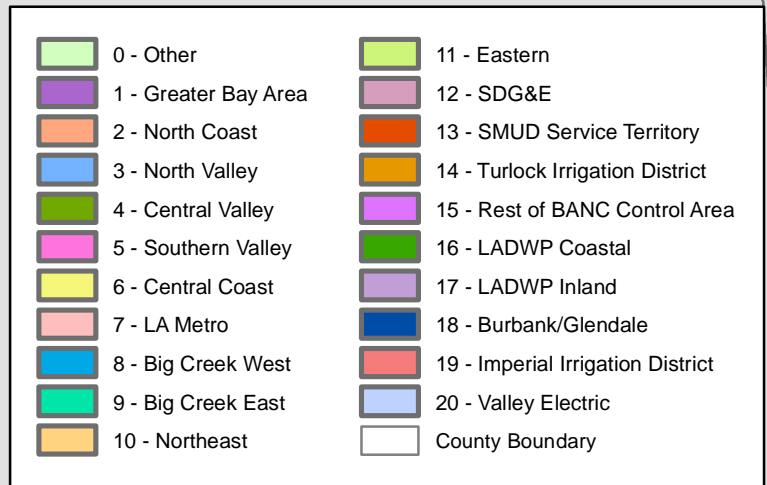 0 - Other
1 - Greater Bay Area
2 - North Coast
3 - North Valley
4 - Central Valley
5 - Southern Valley
6 - Central Coast
7 - LA Metro
8 - Big Creek West
9 - Big Creek East
10 - Northeast
11 - Eastern
12 - SDG&E
13 - SMUD Service Territory
14 - Turlock Irrigation District
15 - Rest of BANC Control Area
16 - LADWP Coastal
17 - LADWP Inland
18 - Burbank/Glendale
19 - Imperial Irrigation District
20 - Valley Electric
County Boundary